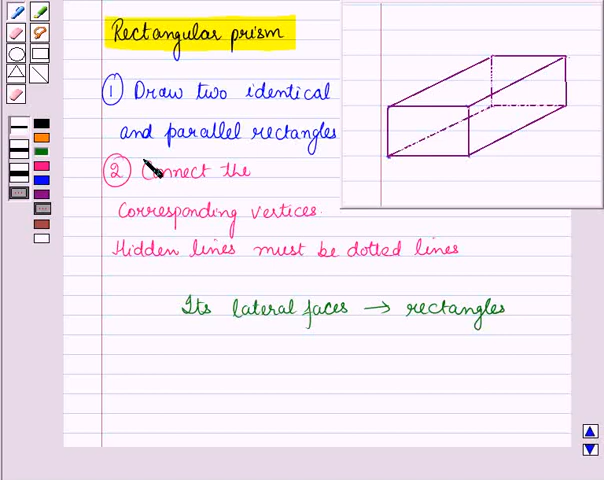 Rectangular prism
① Draw two identical
and parallel rectangles
② Connect the
Corresponding vertices.
Hidden lines must be dotted lines
Its lateral faces → rectangles